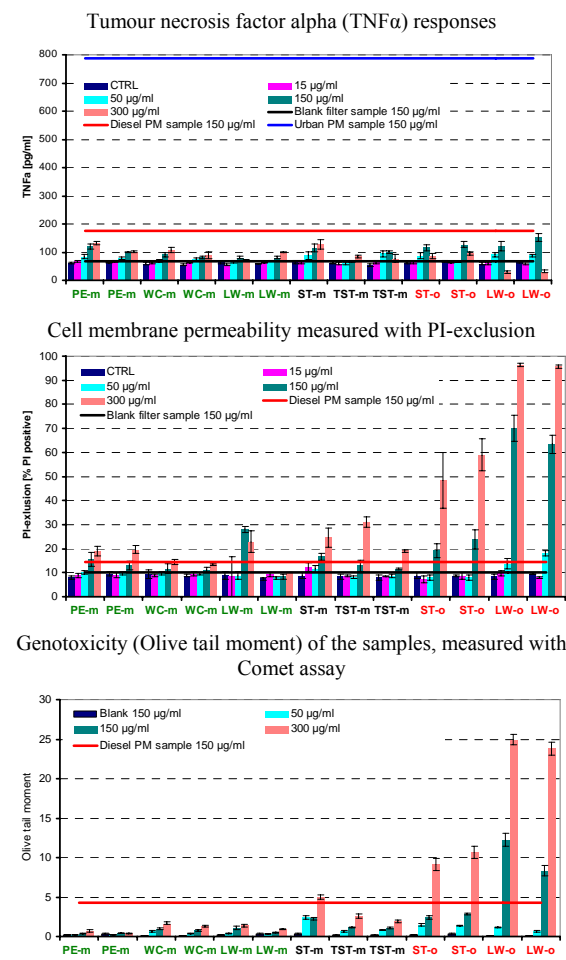 Tumour necrosis factor alpha (TNFα) responses
800
700
600
500
400
300
200
100
0
TNFa [pg/ml]
CTRL 15 µg/ml
50 µg/ml 150 µg/ml
300 µg/ml Blank filter sample 150 µg/ml
Diesel PM sample 150 µg/ml Urban PM sample 150 µg/ml
PE-m PE-m WC-m WC-m LW-m LW-m ST-m TST-m TST-m ST-o ST-o LW-o LW-o
Cell membrane permeability measured with PI-exclusion
100
90
80
70
60
50
40
30
20
10
0
PI-exlusion [% PI positive]
CTRL 15 µg/ml
50 µg/ml 150 µg/ml
300 µg/ml Diesel PM sample 150 µg/ml
Blank filter sample 150 µg/ml
PE-m PE-m WC-m WC-m LW-m LW-m ST-m TST-m TST-m ST-o ST-o LW-o LW-o
Genotoxicity (Olive tail moment) of the samples, measured with
Comet assay
30
25
20
15
10
5
0
Olive tail moment
Blank 150 µg/ml 50 µg/ml
150 µg/ml 300 µg/ml
Diesel PM sample 150 µg/ml
PE-m PE-m WC-m WC-m LW-m LW-m ST-m TST-m TST-m ST-o ST-o LW-o LW-o